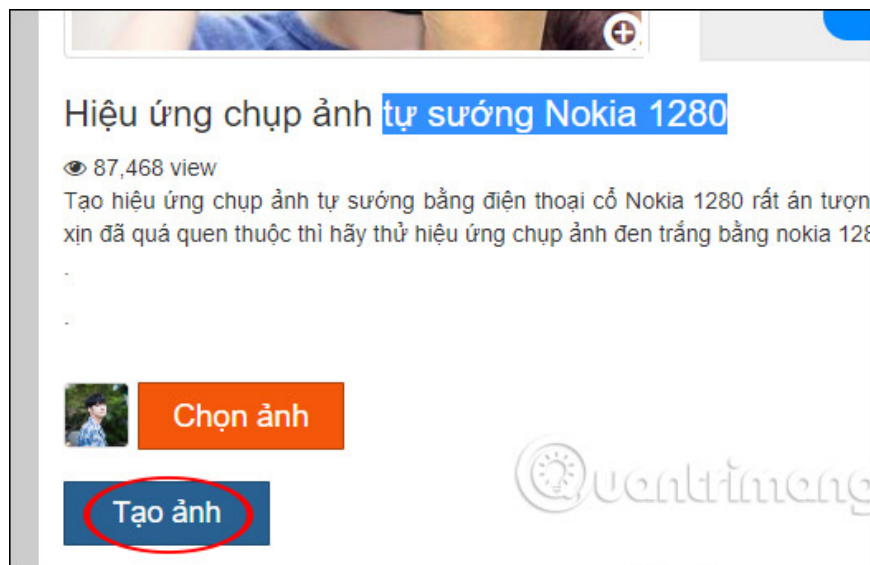 Hiệu ứng chụp ảnh tự sướng Nokia 1280
87,468 view
Tạo hiệu ứng chụp ảnh tự sướng bằng điện thoại cổ Nokia 1280 rất án tượn
xịn đã quá quen thuộc thì hãy thử hiệu ứng chụp ảnh đen trắng bằng nokia 128
Chọn ảnh
Quantrimang
Tạo ảnh